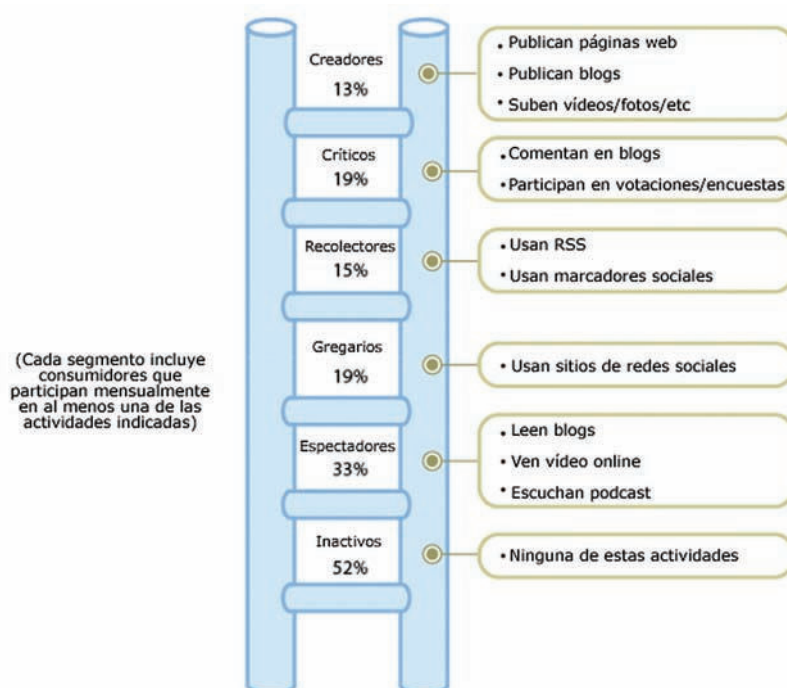 Creadores
13%
• Publican páginas web
• Publican blogs
• Suben vídeos/fotos/etc
Críticos
19%
• Comentan en blogs
• Participan en votaciones/encuestas
Recolectores
15%
• Usan RSS
• Usan marcadores sociales
(Cada segmento incluye
consumidores que
participan mensualmente
en al menos una de las
actividades indicadas)
Gregarios
19%
• Usan sitios de redes sociales
Espectadores
33%
• Leen blogs
• Ven vídeo online
• Escuchan podcast
Inactivos
52%
• Ninguna de estas actividades